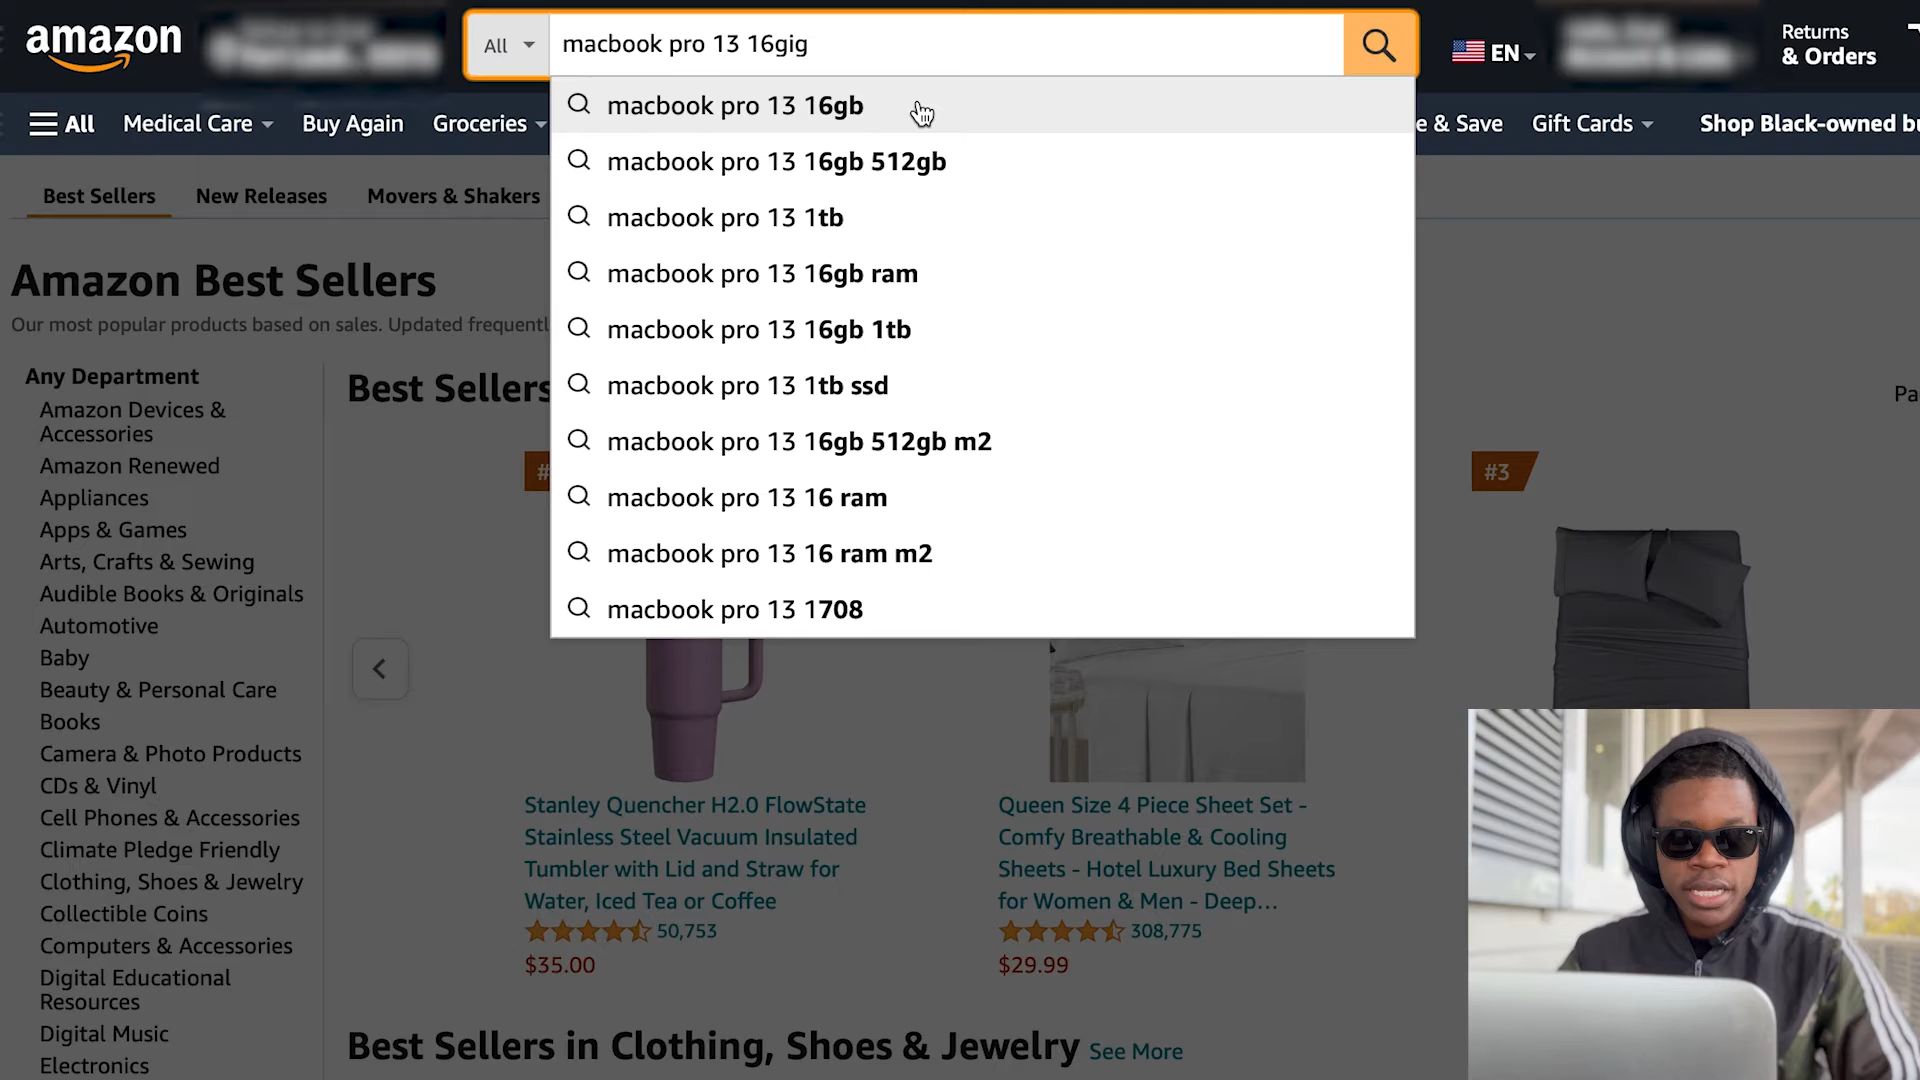 amazon
All
macbook pro 13 16gig
EN
Returns
& Orders
All
Medical Care
Buy Again
Groceries
e & Save
Gift Cards
Shop Black-owned bu
macbook pro 13 16gb
macbook pro 13 16gb 512gb
macbook pro 13 1tb
macbook pro 13 16gb ram
macbook pro 13 16gb 1tb
macbook pro 13 1tb ssd
macbook pro 13 16gb 512gb m2
macbook pro 13 16 ram
macbook pro 13 16 ram m2
macbook pro 13 1708
Best Sellers
New Releases
Movers & Shakers
Amazon Best Sellers
Our most popular products based on sales. Updated frequentl
Any Department
Amazon Devices &
Accessories
Amazon Renewed
Appliances
Apps & Games
Arts, Crafts & Sewing
Audible Books & Originals
Automotive
Baby
Beauty & Personal Care
Books
Camera & Photo Products
CDs & Vinyl
Cell Phones & Accessories
Climate Pledge Friendly
Clothing, Shoes & Jewelry
Collectible Coins
Computers & Accessories
Digital Educational
Resources
Digital Music
Electronics
Best Sellers
Pa
#
#3
Stanley Quencher H2.0 FlowState
Stainless Steel Vacuum Insulated
Tumbler with Lid and Straw for
Water, Iced Tea or Coffee
50,753
$35.00
Queen Size 4 Piece Sheet Set -
Comfy Breathable & Cooling
Sheets - Hotel Luxury Bed Sheets
for Women & Men - Deep...
308,775
$29.99
Best Sellers in Clothing, Shoes & Jewelry
See More